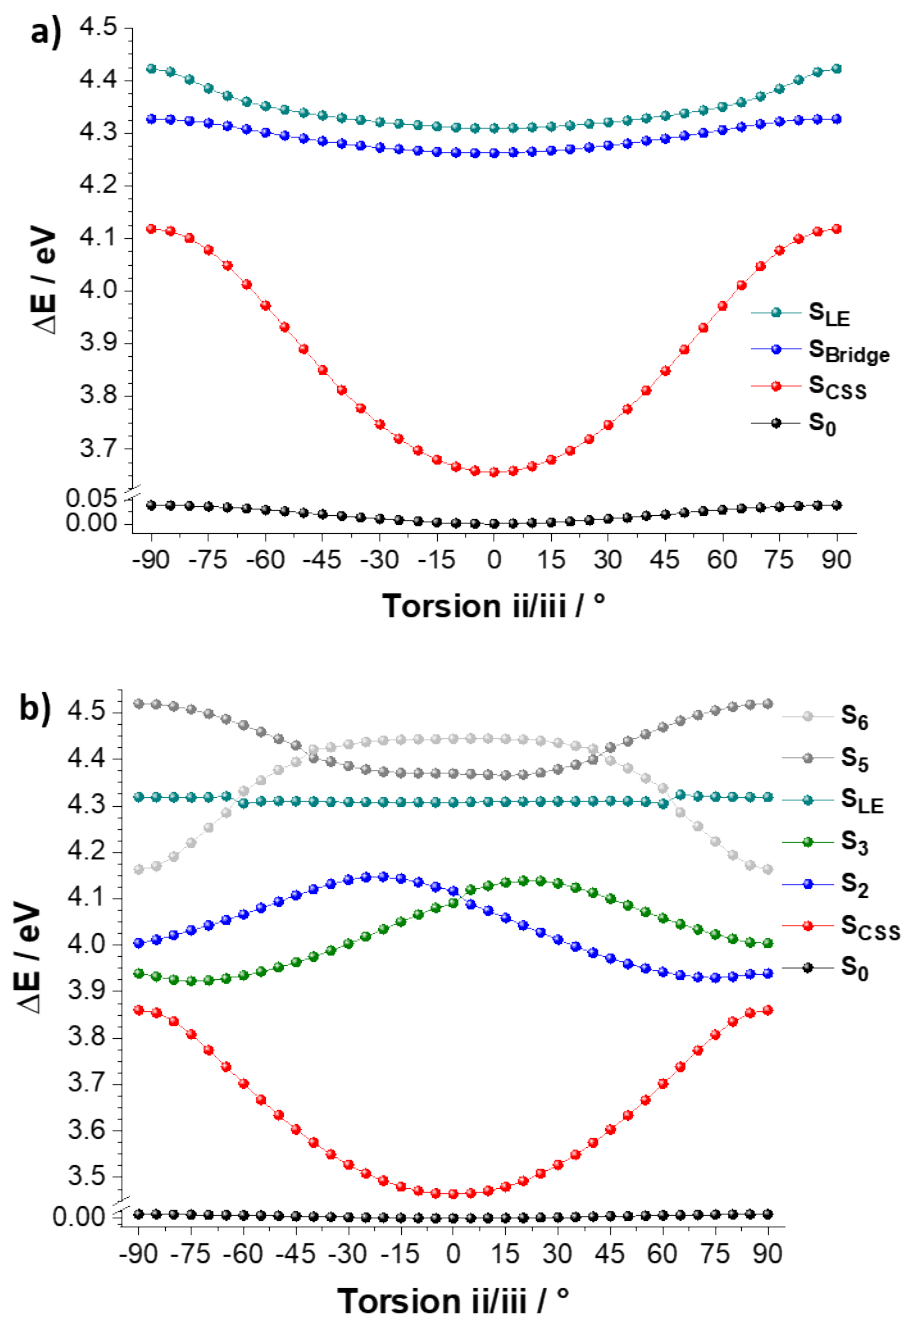 a)
4.5
4.4
4.3
4.2
4.1
4.0
3.9
3.8
3.7
0.05
0.00
ΔE / eV
S_LE
S_Bridge
S_CSS
S_0
-90 -75 -60 -45 -30 -15 0 15 30 45 60 75 90
Torsion ii/iii / °
b)
4.5
4.4
4.3
4.2
4.1
4.0
3.9
3.8
3.7
3.6
3.5
0.00
ΔE / eV
S_6
S_5
S_LE
S_3
S_2
S_CSS
S_0
-90 -75 -60 -45 -30 -15 0 15 30 45 60 75 90
Torsion ii/iii / °